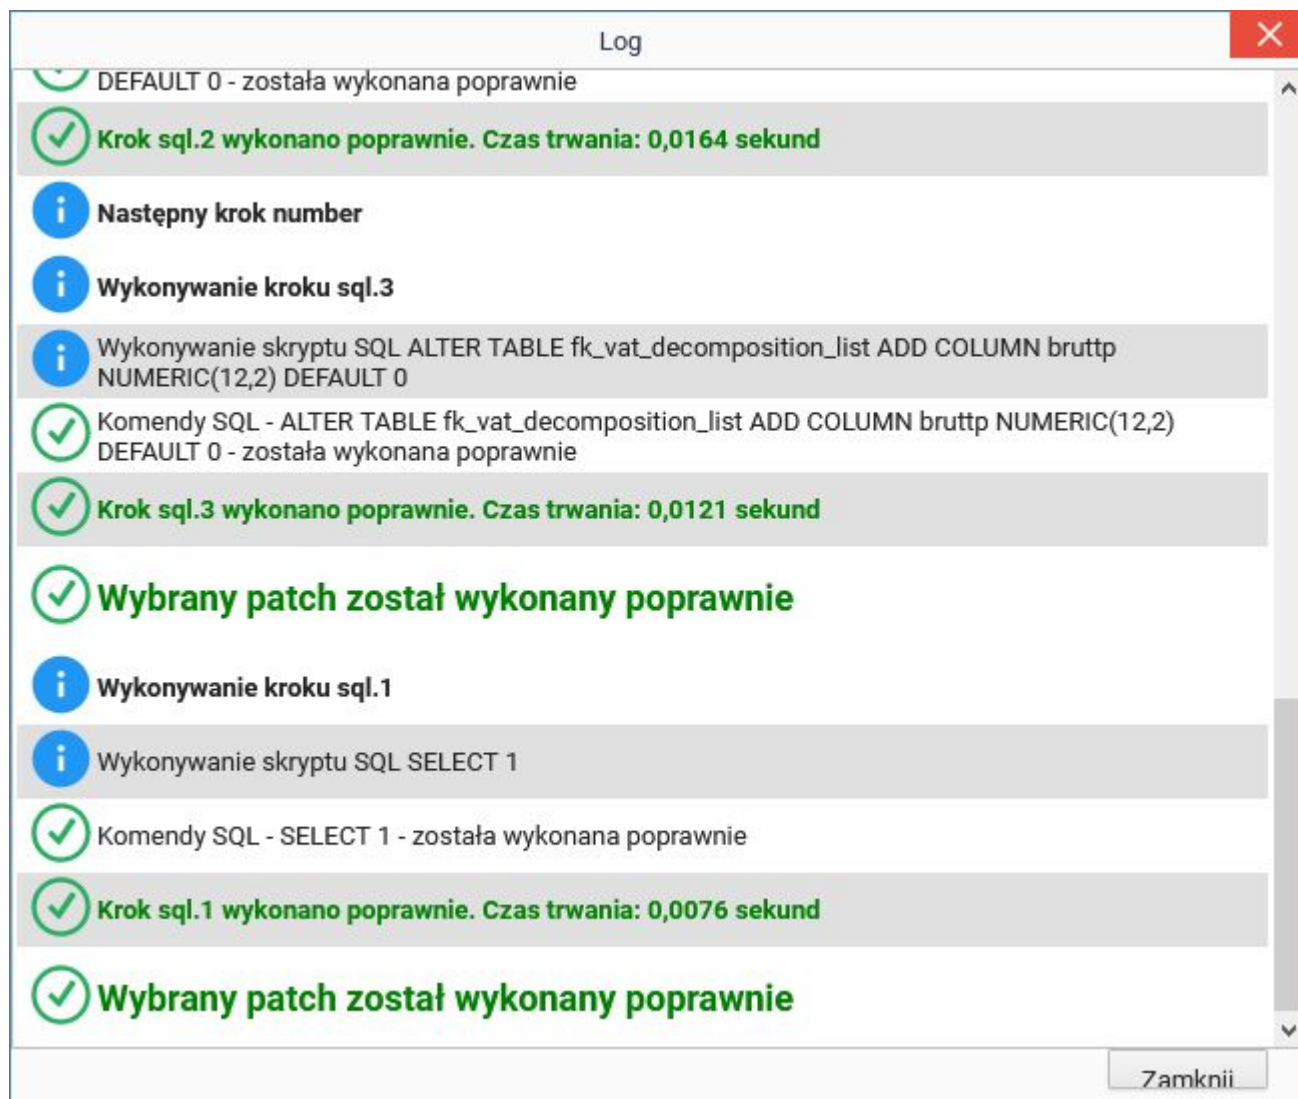 Log
DEFAULT 0 - została wykonana poprawnie
Krok sql.2 wykonano poprawnie. Czas trwania: 0,0164 sekund
Następny krok number
Wykonywanie kroku sql.3
Wykonywanie skryptu SQL ALTER TABLE fk_vat_decomposition_list ADD COLUMN bruttp
NUMERIC(12,2) DEFAULT 0
Komendy SQL - ALTER TABLE fk_vat_decomposition_list ADD COLUMN bruttp NUMERIC(12,2)
DEFAULT 0 - została wykonana poprawnie
Krok sql.3 wykonano poprawnie. Czas trwania: 0,0121 sekund
Wybrany patch został wykonany poprawnie
Wykonywanie kroku sql.1
Wykonywanie skryptu SQL SELECT 1
Komendy SQL - SELECT 1 - została wykonana poprawnie
Krok sql.1 wykonano poprawnie. Czas trwania: 0,0076 sekund
Wybrany patch został wykonany poprawnie
Zamknij